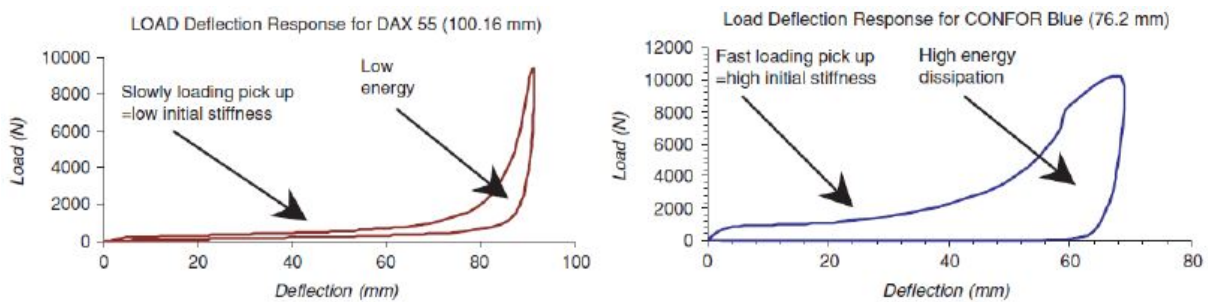 LOAD Deflection Response for DAX 55 (100.16 mm)
10000
8000
6000
4000
2000
0
Load (N)
Slowly loading pick up
=low initial stiffness
Low
energy
0 20 40 60 80 100
Deflection (mm)
Load Deflection Response for CONFOR Blue (76.2 mm)
12000
10000
8000
6000
4000
2000
0
Load (N)
Fast loading pick up
=high initial stiffness
High energy
dissipation
0 20 40 60 80
Deflection (mm)